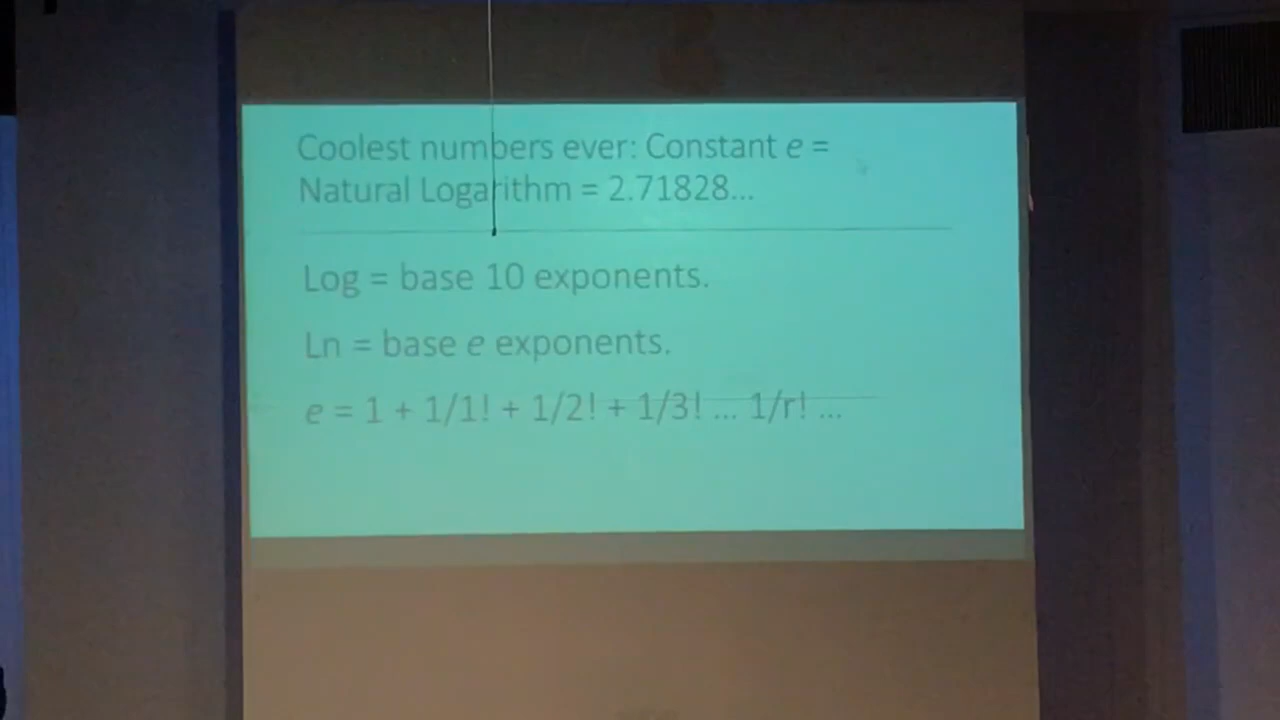 Coolest numbers ever: Constant e =
Natural Logarithm = 2.71828...
Log = base 10 exponents.
Ln = base e exponents.
e = 1 + 1/1! + 1/2! + 1/3! ... 1/r! ...